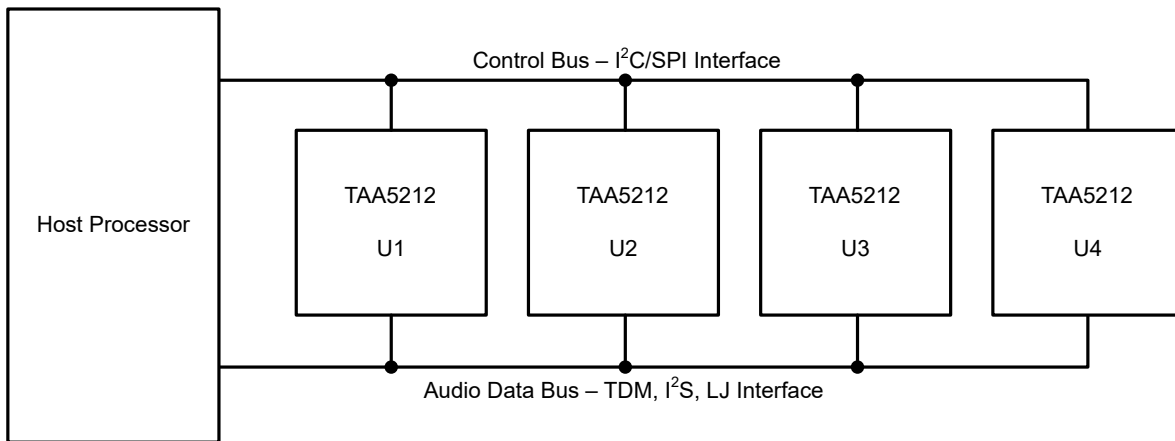 Control Bus – I²C/SPI Interface
Host Processor
TAA5212
U1
TAA5212
U2
TAA5212
U3
TAA5212
U4
Audio Data Bus – TDM, I²S, LJ Interface